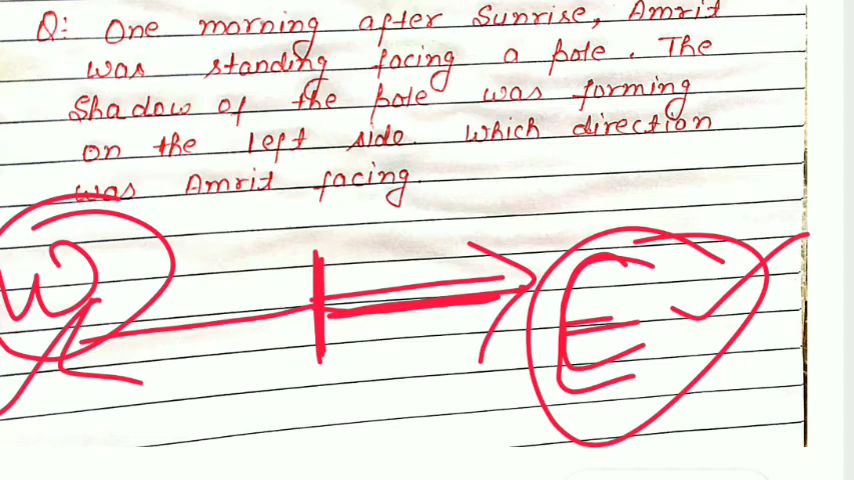 Q: One morning after Sunrise, Amrit
was standing facing a pole. The
Shadow of the pole was forming
on the left side. Which direction
was Amrit facing.
W E